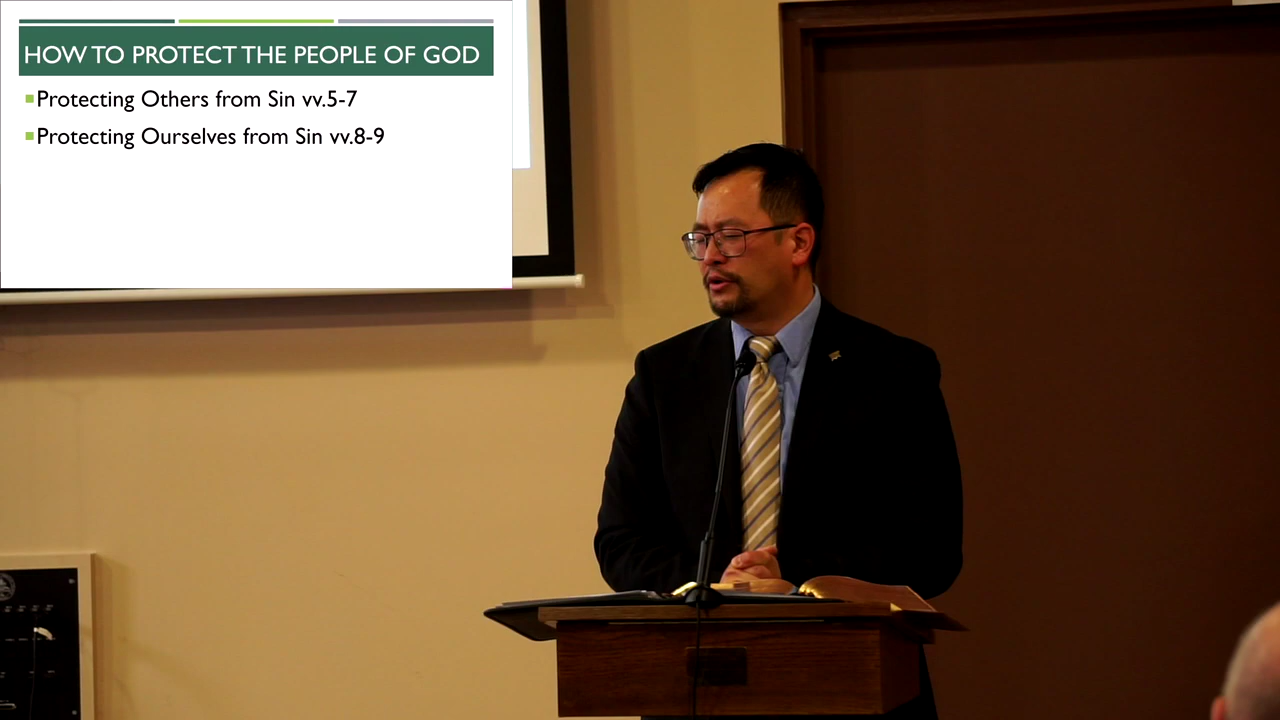 HOW TO PROTECT THE PEOPLE OF GOD
Protecting Others from Sin vv.5-7
Protecting Ourselves from Sin vv.8-9